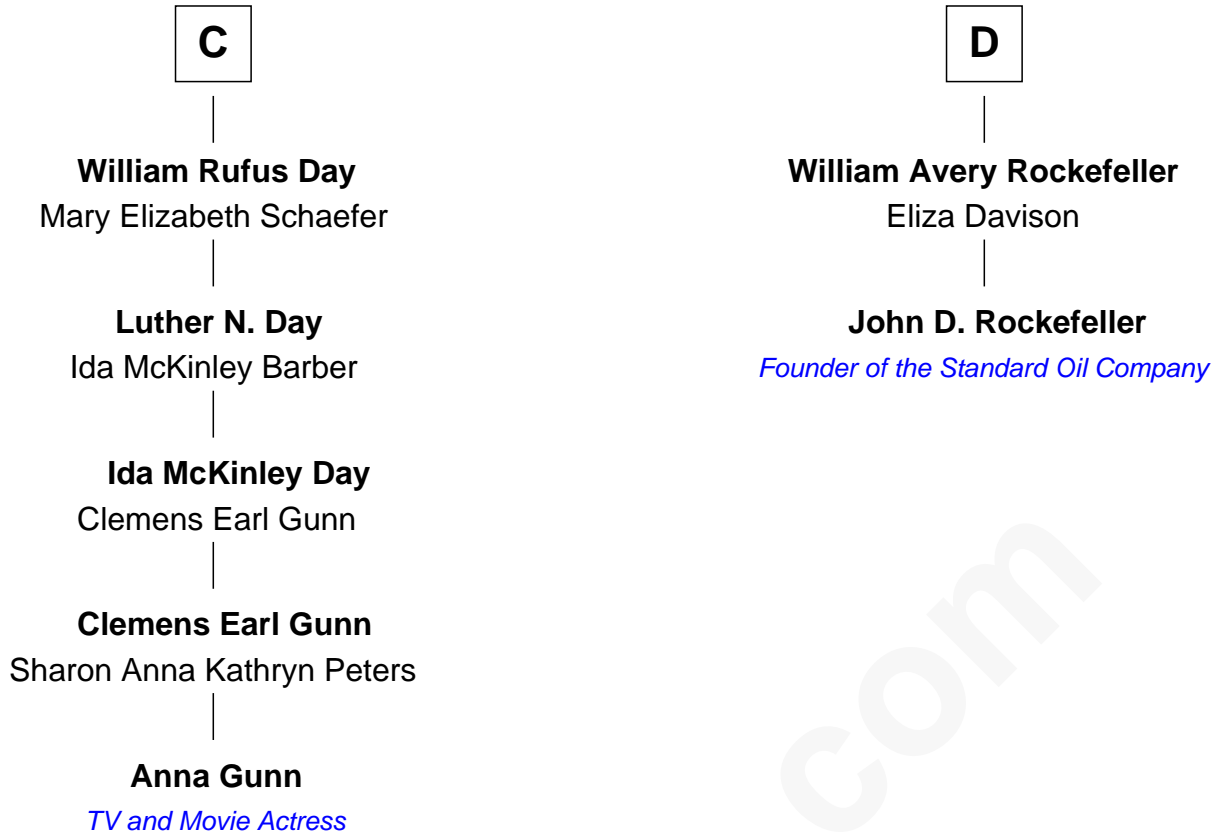 C
William Rufus Day
Mary Elizabeth Schaefer
Luther N. Day
Ida McKinley Barber
Ida McKinley Day
Clemens Earl Gunn
Clemens Earl Gunn
Sharon Anna Kathryn Peters
Anna Gunn
TV and Movie Actress
D
William Avery Rockefeller
Eliza Davison
John D. Rockefeller
Founder of the Standard Oil Company
com